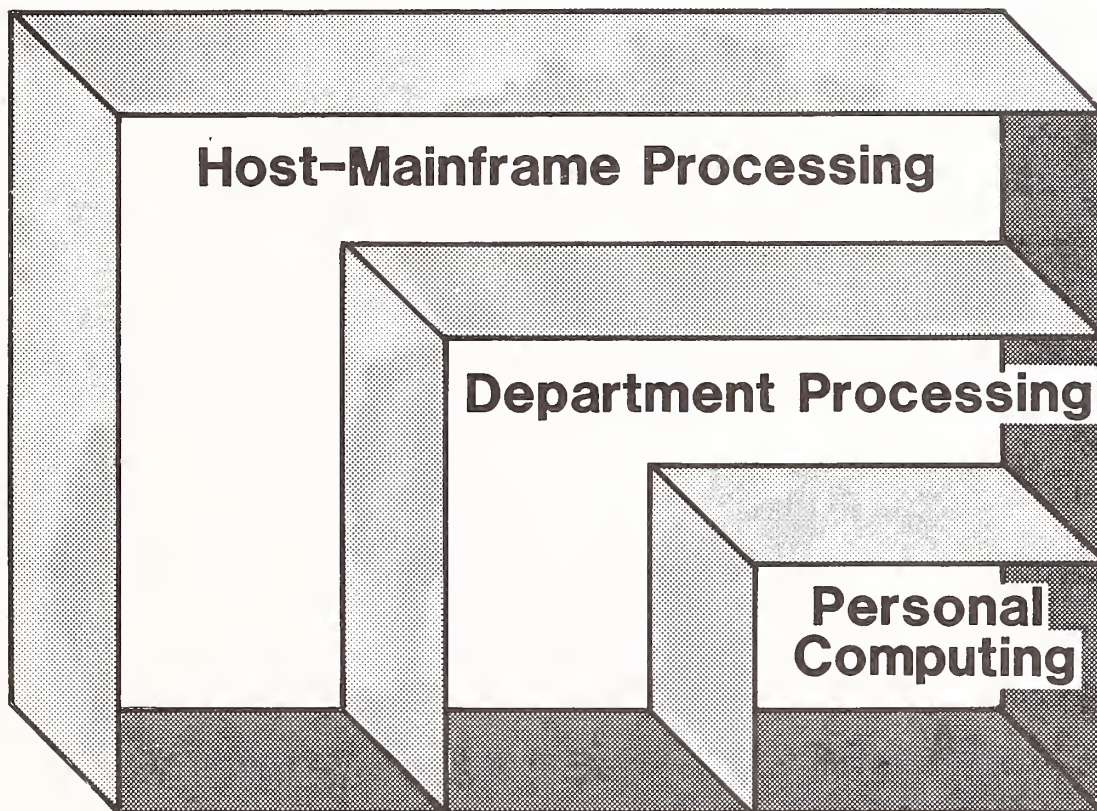 Host-Mainframe Processing
Department Processing
Personal
Computing